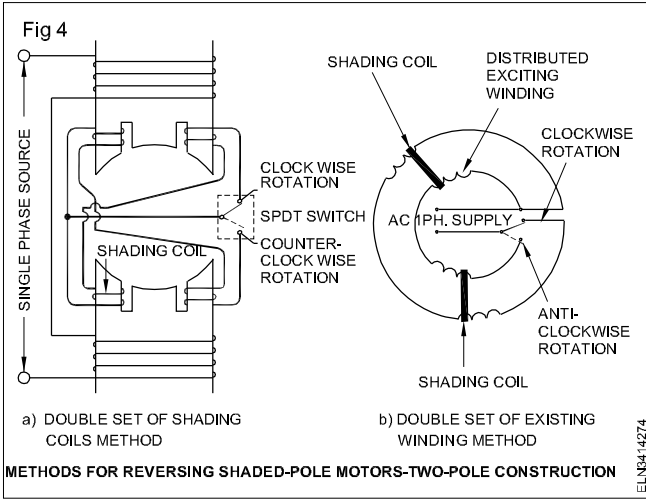 Fig 4
SINGLE PHASE SOURCE
CLOCK WISE
ROTATION
SPDT SWITCH
COUNTER-
CLOCK WISE
ROTATION
SHADING COIL
a) DOUBLE SET OF SHADING
COILS METHOD
SHADING COIL
DISTRIBUTED
EXCITING
WINDING
CLOCKWISE
ROTATION
AC 1PH. SUPPLY
ANTI-
CLOCKWISE
ROTATION
SHADING COIL
b) DOUBLE SET OF EXISTING
WINDING METHOD
METHODS FOR REVERSING SHADED-POLE MOTORS-TWO-POLE CONSTRUCTION
ELN3414274